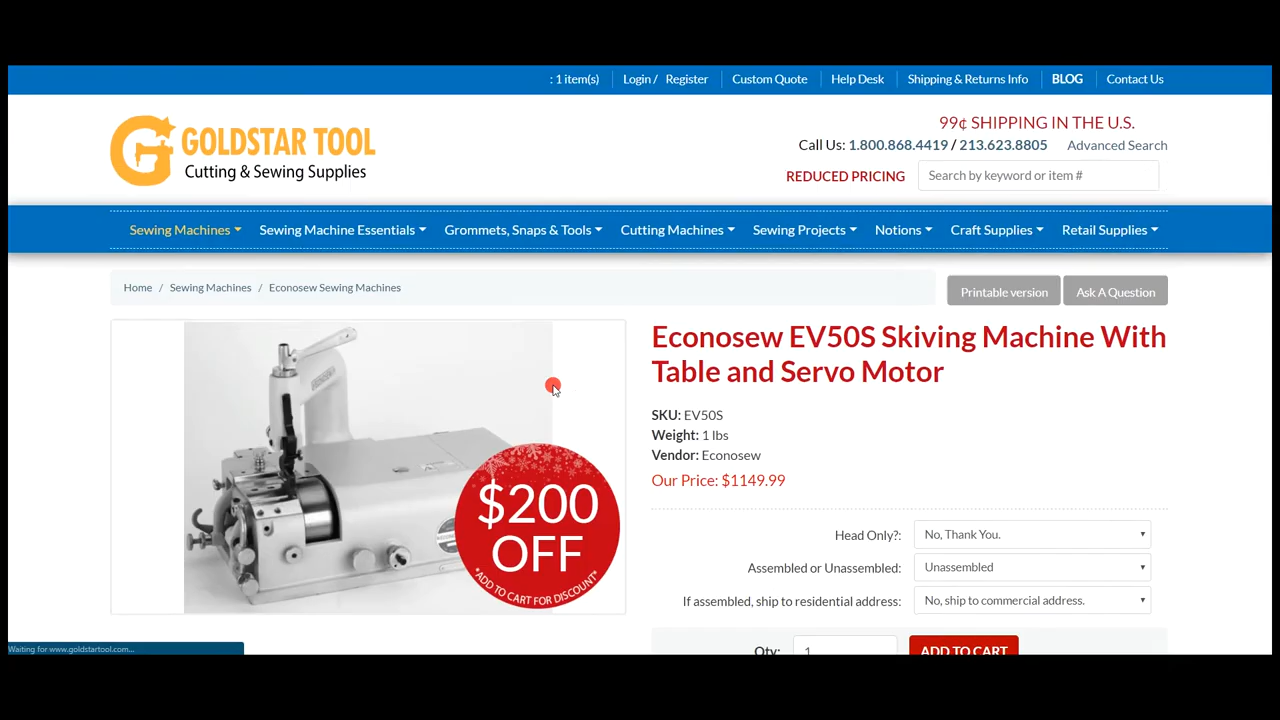 : 1 item(s) Login / Register Custom Quote Help Desk Shipping & Returns Info BLOG Contact Us
GOLDSTAR TOOL
Cutting & Sewing Supplies
99¢ SHIPPING IN THE U.S.
Call Us: 1.800.868.4419 / 213.623.8805 Advanced Search
REDUCED PRICING Search by keyword or item #
Sewing Machines Sewing Machine Essentials Grommets, Snaps & Tools Cutting Machines Sewing Projects Notions Craft Supplies Retail Supplies
Home / Sewing Machines / Econosew Sewing Machines
Printable version Ask A Question
Econosew EV50S Skiving Machine With
Table and Servo Motor
SKU: EV50S
Weight: 1 lbs
Vendor: Econosew
Our Price: $1149.99
$200
OFF
*ADD TO CART FOR DISCOUNT*
Head Only?: No, Thank You.
Assembled or Unassembled: Unassembled
If assembled, ship to residential address: No, ship to commercial address.
Qty: 1 ADD TO CART
Waiting for www.goldstartool.com...